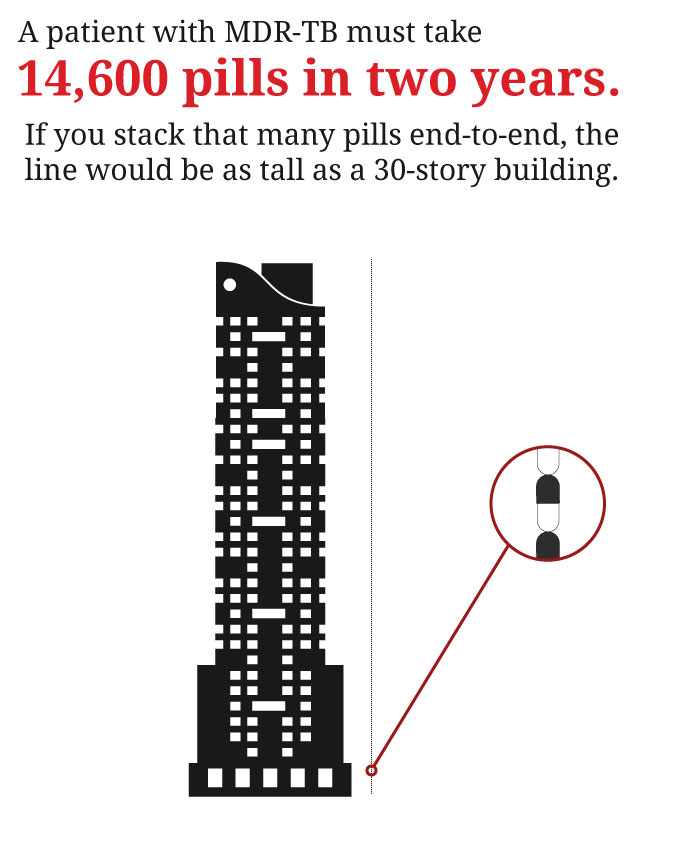 A patient with MDR-TB must take
14,600 pills in two years.
If you stack that many pills end-to-end, the
line would be as tall as a 30-story building.